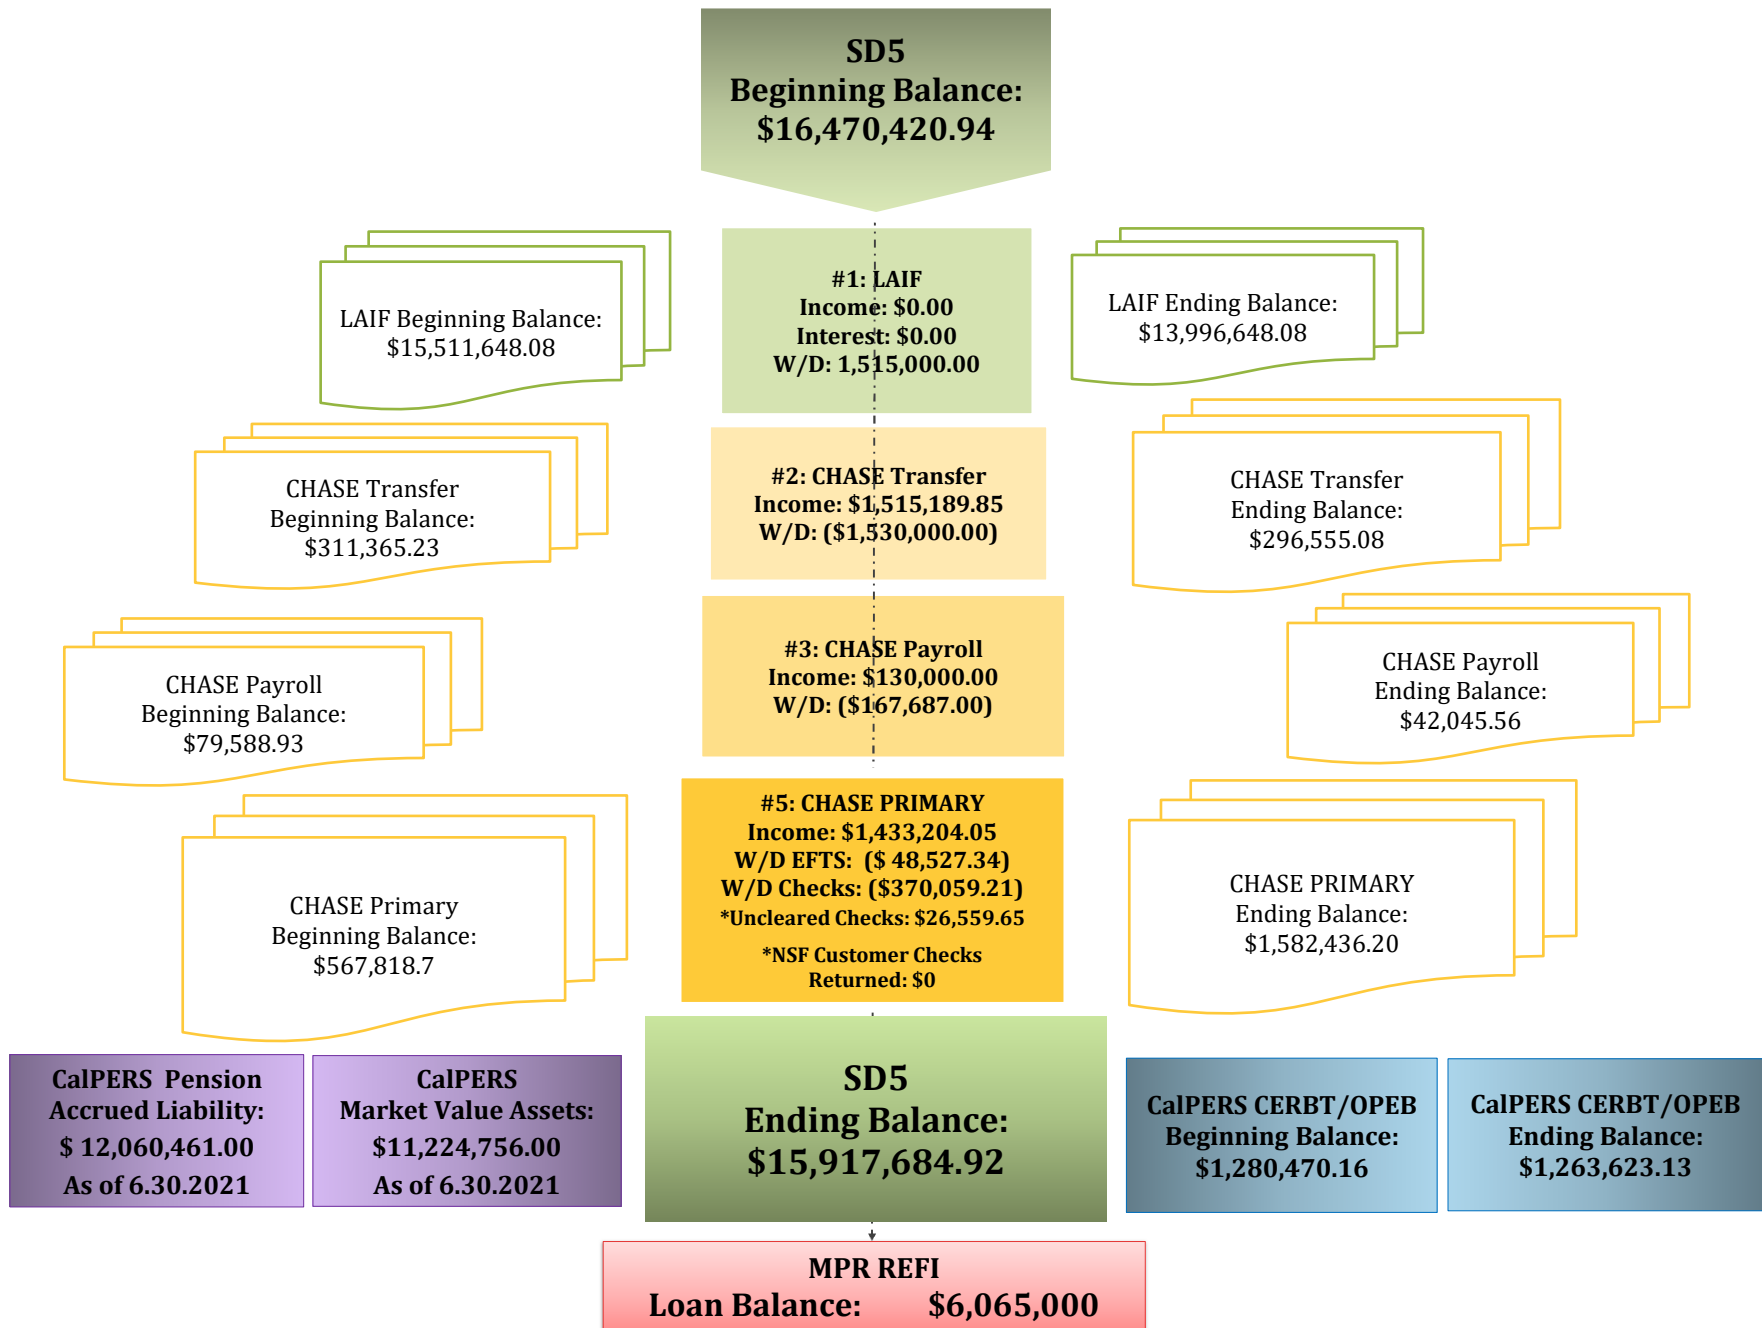 SD5
Beginning Balance:
$16,470,420.94
LAIF Beginning Balance:
$15,511,648.08
#1: LAIF
Income: $0.00
Interest: $0.00
W/D: 1,515,000.00
LAIF Ending Balance:
$13,996,648.08
CHASE Transfer
Beginning Balance:
$311,365.23
#2: CHASE Transfer
Income: $1,515,189.85
W/D: ($1,530,000.00)
CHASE Transfer
Ending Balance:
$296,555.08
CHASE Payroll
Beginning Balance:
$79,588.93
#3: CHASE Payroll
Income: $130,000.00
W/D: ($167,687.00)
CHASE Payroll
Ending Balance:
$42,045.56
CHASE Primary
Beginning Balance:
$567,818.7
#5: CHASE PRIMARY
Income: $1,433,204.05
W/D EFTS:  ($ 48,527.34)
W/D Checks: ($370,059.21)
*Uncleared Checks: $26,559.65
*NSF Customer Checks
Returned: $0
CHASE PRIMARY
Ending Balance:
$1,582,436.20
CalPERS  Pension
Accrued Liability:
$ 12,060,461.00
As of 6.30.2021
CalPERS
Market Value Assets:
$11,224,756.00
As of 6.30.2021
SD5
Ending Balance:
$15,917,684.92
CalPERS CERBT/OPEB
Beginning Balance:
$1,280,470.16
CalPERS CERBT/OPEB
Ending Balance:
$1,263,623.13
MPR REFI
Loan Balance: $6,065,000